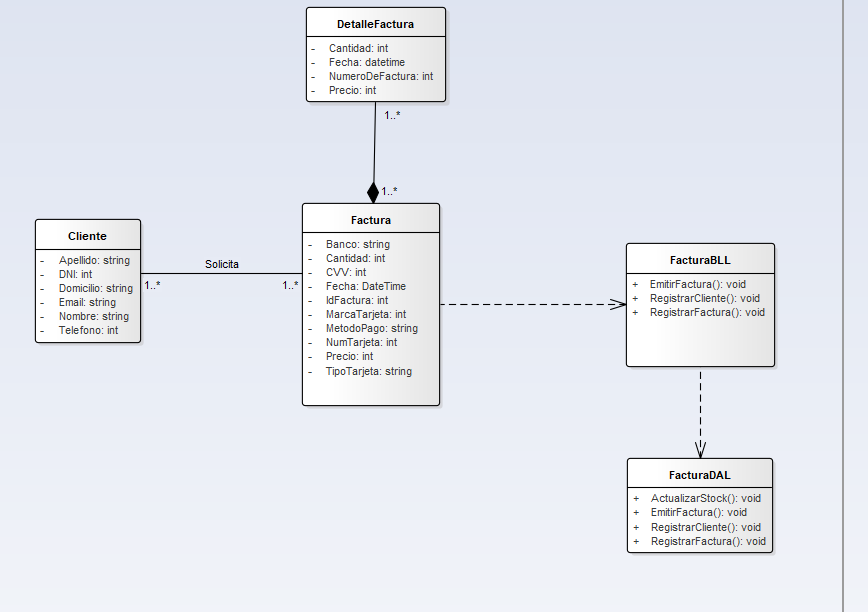 DetalleFactura
- Cantidad: int
- Fecha: datetime
- NumeroDeFactura: int
- Precio: int
1..*
1..*
Cliente
- Apellido: string
- DNI: int
- Domicilio: string
- Email: string
- Nombre: string
- Telefono: int
Solicita
1..*
1..*
Factura
- Banco: string
- Cantidad: int
- CVV: int
- Fecha: DateTime
- IdFactura: int
- MarcaTarjeta: int
- MetodoPago: string
- NumTarjeta: int
- Precio: int
- TipoTarjeta: string
FacturaBLL
+ EmitirFactura(): void
+ RegistrarCliente(): void
+ RegistrarFactura(): void
FacturaDAL
+ ActualizarStock(): void
+ EmitirFactura(): void
+ RegistrarCliente(): void
+ RegistrarFactura(): void